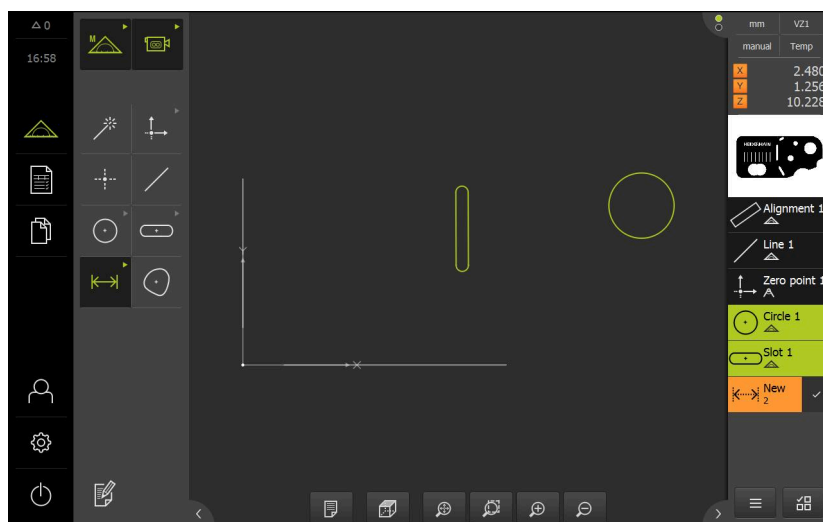 △ 0
16:58
M
mm VZ1
manual Temp
X 2.480
Y 1.256
Z 10.228
HEIDENHAIN
Alignment 1
Line 1
Zero point 1
Circle 1
Slot 1
New
2
Y
X